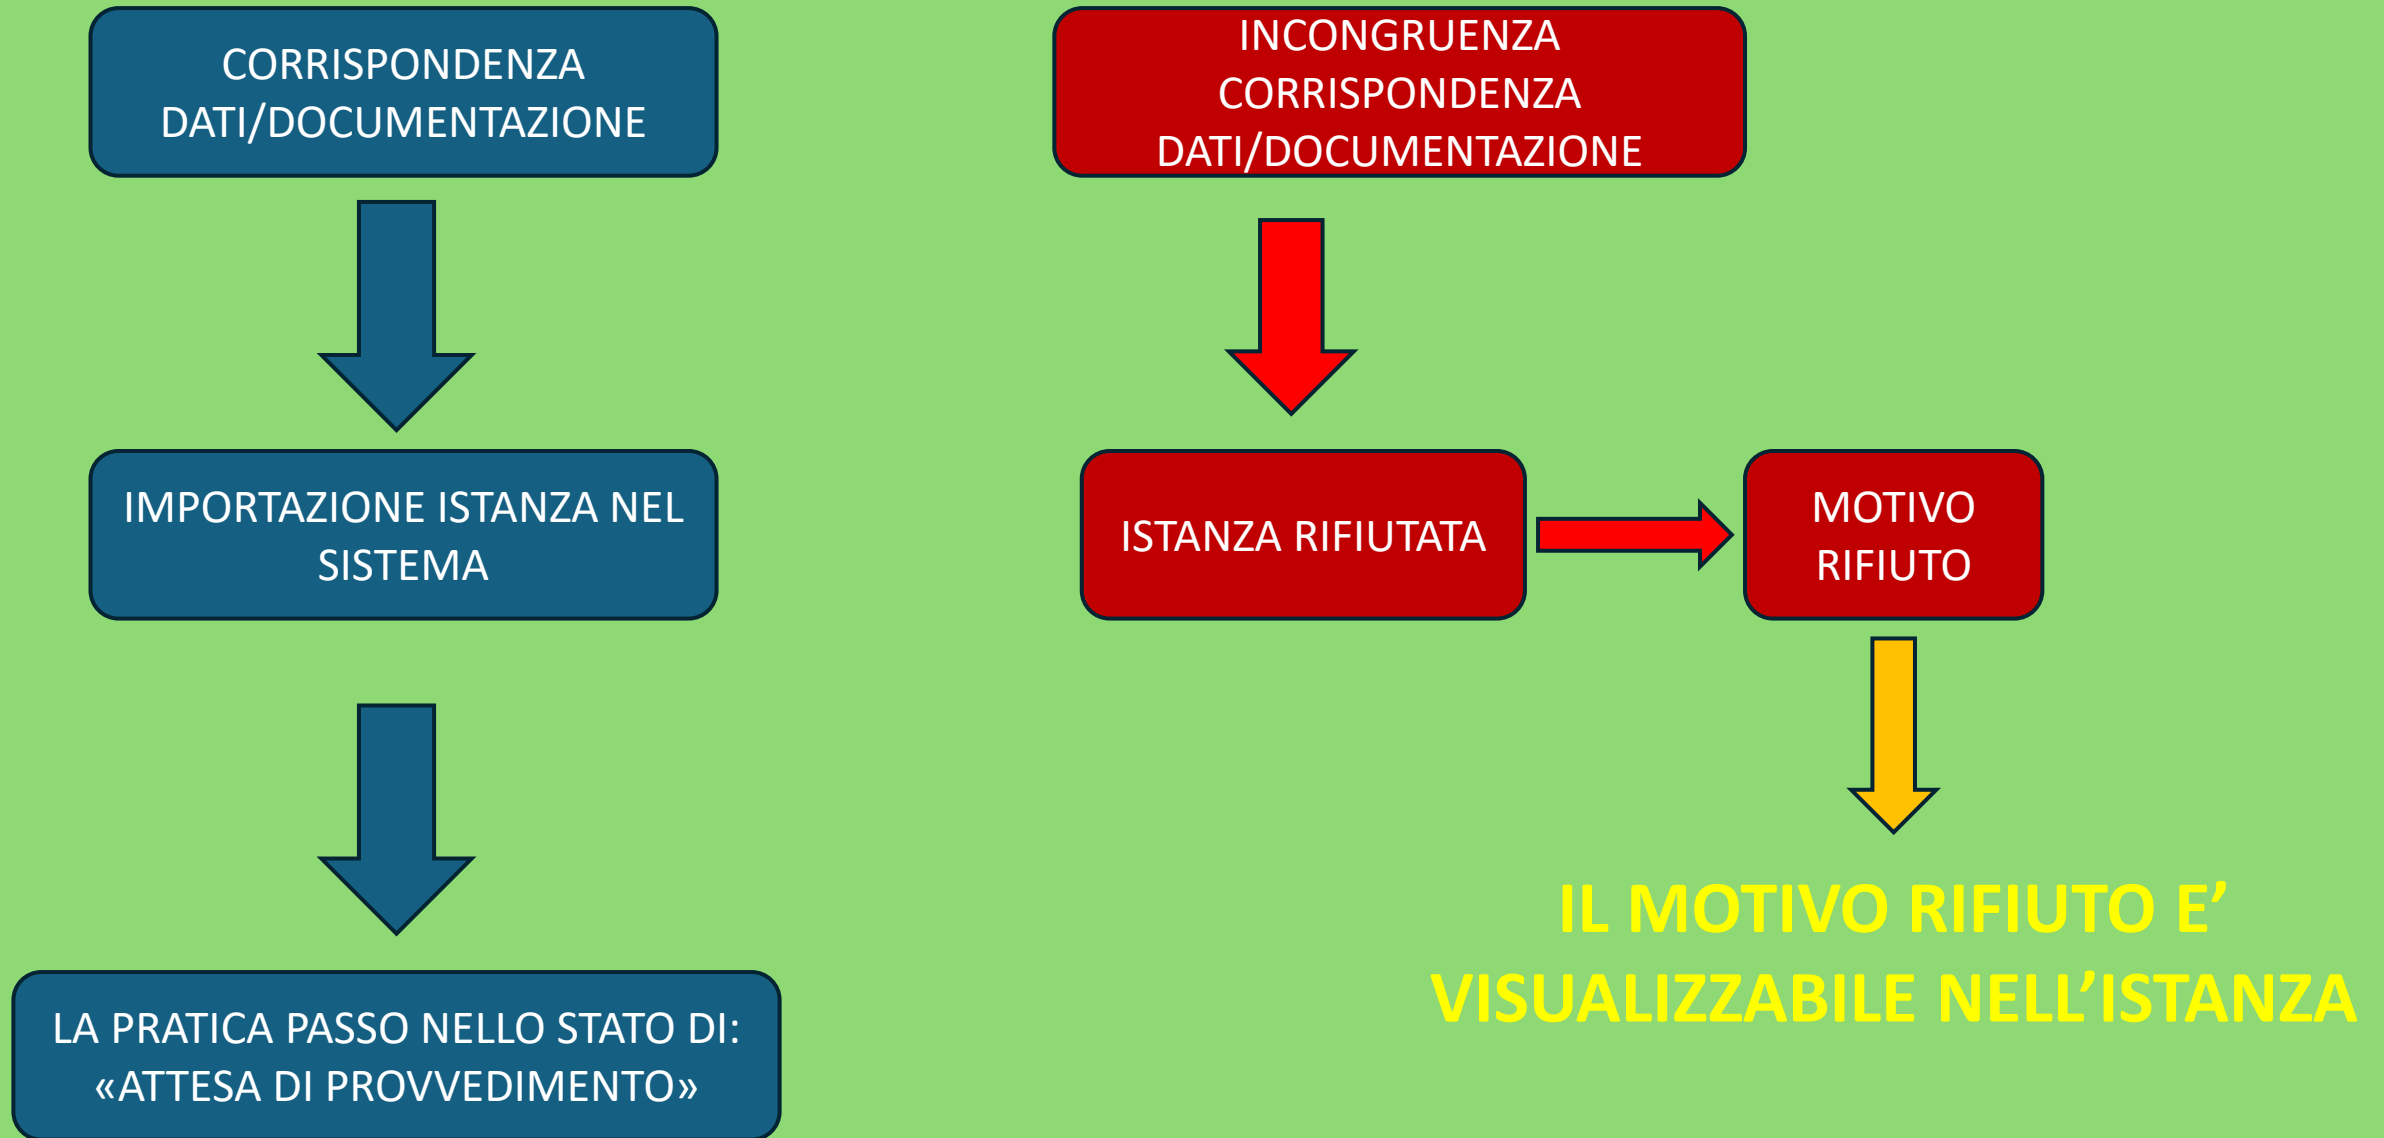 CORRISPONDENZA
DATI/DOCUMENTAZIONE
INCONGRUENZA
CORRISPONDENZA
DATI/DOCUMENTAZIONE
IMPORTAZIONE ISTANZA NEL
SISTEMA
ISTANZA RIFIUTATA
MOTIVO
RIFIUTO
IL MOTIVO RIFIUTO E’
VISUALIZZABILE NELL’ISTANZA
LA PRATICA PASSO NELLO STATO DI:
«ATTESA DI PROVVEDIMENTO»